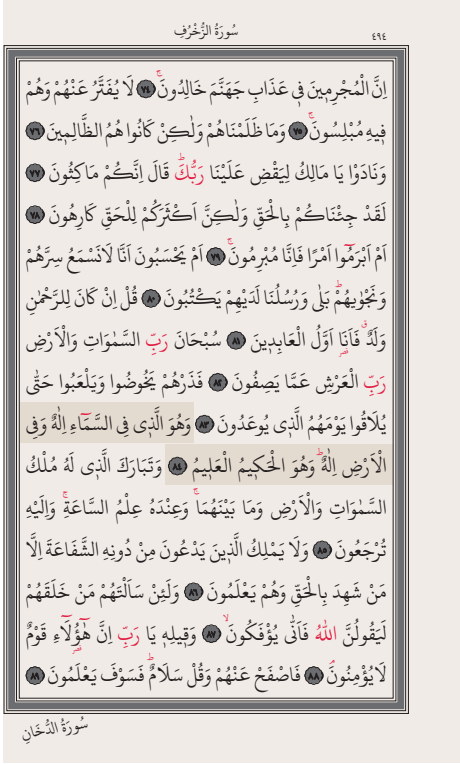 سُورَةُ الزُّخْرُفِ
٤٩٤
اِنَّ الْمُجْرِمٖينَ فٖى عَذَابِ جَهَنَّمَ خَالِدُونَۚ ﴿٧٤﴾ لَا يُفَتَّرُ عَنْهُمْ وَهُمْ
فٖيهِ مُبْلِسُونَۚ ﴿٧٥﴾ وَمَا ظَلَمْنَاهُمْ وَلٰكِنْ كَانُوا هُمُ الظَّالِمٖينَ ﴿٧٦﴾
وَنَادَوْا يَا مَالِكُ لِيَقْضِ عَلَيْنَا رَبُّكَؕ قَالَ اِنَّكُمْ مَاكِثُونَ ﴿٧٧﴾
لَقَدْ جِئْنَاكُمْ بِالْحَقِّ وَلٰكِنَّ اَكْثَرَكُمْ لِلْحَقِّ كَارِهُونَ ﴿٧٨﴾
اَمْ اَبْرَمُٓوا اَمْرًا فَاِنَّا مُبْرِمُونَۚ ﴿٧٩﴾ اَمْ يَحْسَبُونَ اَنَّا لَا نَسْمَعُ سِرَّهُمْ
وَنَجْوٰيهُمْؕ بَلٰى وَرُسُلُنَا لَدَيْهِمْ يَكْتُبُونَ ﴿٨٠﴾ قُلْ اِنْ كَانَ لِلرَّحْمٰنِ
وَلَدٌۗ فَاَنَا۬ اَوَّلُ الْعَابِدٖينَ ﴿٨١﴾ سُبْحَانَ رَبِّ السَّمٰوَاتِ وَالْاَرْضِ
رَبِّ الْعَرْشِ عَمَّا يَصِفُونَ ﴿٨٢﴾ فَذَرْهُمْ يَخُوضُوا وَيَلْعَبُوا حَتّٰى
يُلَاقُوا يَوْمَهُمُ الَّذٖى يُوعَدُونَ ﴿٨٣﴾ وَهُوَ الَّذٖى فِى السَّمَٓاءِ اِلٰهٌ وَفِى
الْاَرْضِ اِلٰهٌؕ وَهُوَ الْحَكٖيمُ الْعَلٖيمُ ﴿٨٤﴾ وَتَبَارَكَ الَّذٖى لَهُ مُلْكُ
السَّمٰوَاتِ وَالْاَرْضِ وَمَا بَيْنَهُمَاۚ وَعِنْدَهُ عِلْمُ السَّاعَةِۚ وَاِلَيْهِ
تُرْجَعُونَ ﴿٨٥﴾ وَلَا يَمْلِكُ الَّذٖينَ يَدْعُونَ مِنْ دُونِهِ الشَّفَاعَةَ اِلَّا
مَنْ شَهِدَ بِالْحَقِّ وَهُمْ يَعْلَمُونَ ﴿٨٦﴾ وَلَئِنْ سَاَلْتَهُمْ مَنْ خَلَقَهُمْ
لَيَقُولُنَّ اللّٰهُ فَاَنّٰى يُؤْفَكُونَۙ ﴿٨٧﴾ وَقٖيلِهٖ يَا رَبِّ اِنَّ هٰٓؤُ۬لَٓاءِ قَوْمٌ
لَا يُؤْمِنُونَۘ ﴿٨٨﴾ فَاصْفَحْ عَنْهُمْ وَقُلْ سَلَامٌؕ فَسَوْفَ يَعْلَمُونَ ﴿٨٩﴾
سُورَةُ الدُّخَانِ